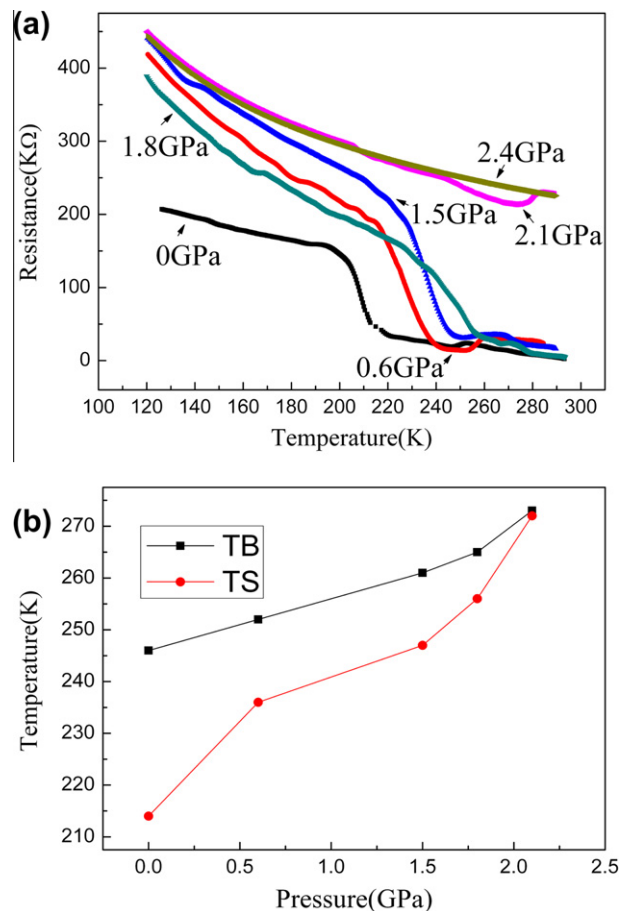 (a)
400
300
200
100
0
Resistance(KΩ)
1.8GPa
0GPa
2.4GPa
1.5GPa
2.1GPa
0.6GPa
100 120 140 160 180 200 220 240 260 280 300
Temperature(K)
(b)
270
260
250
240
230
220
210
Temperature(K)
TB
TS
0.0 0.5 1.0 1.5 2.0 2.5
Pressure(GPa)